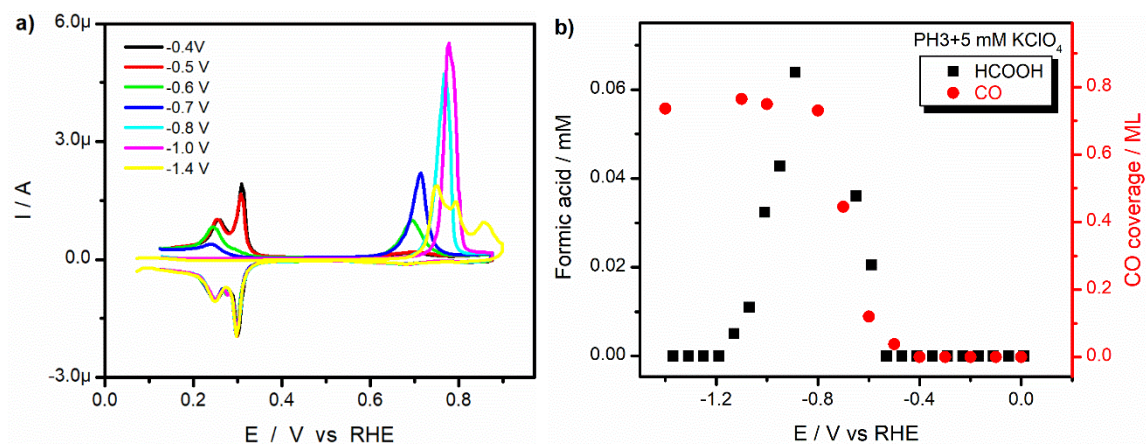 a)
6.0µ
3.0µ
0.0
-3.0µ
I / A
-0.4V
-0.5 V
-0.6 V
-0.7 V
-0.8 V
-1.0 V
-1.4 V
0.0 0.2 0.4 0.6 0.8
E / V vs RHE
b)
0.06
0.04
0.02
0.00
Formic acid / mM
PH3+5 mM KClO₄
HCOOH
CO
0.8
0.6
0.4
0.2
0.0
CO coverage / ML
-1.2 -0.8 -0.4 0.0
E / V vs RHE